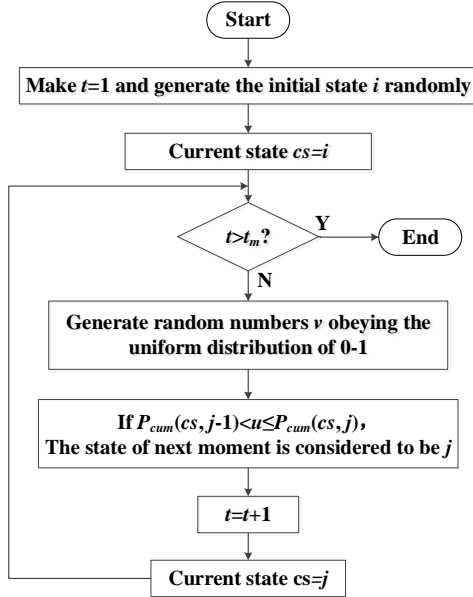 Start
Make t=1 and generate the initial state i randomly
Current state cs=i
t>tₘ?
Y
End
N
Generate random numbers v obeying the
uniform distribution of 0-1
If P_cum(cs, j-1)<u≤P_cum(cs, j),
The state of next moment is considered to be j
t=t+1
Current state cs=j